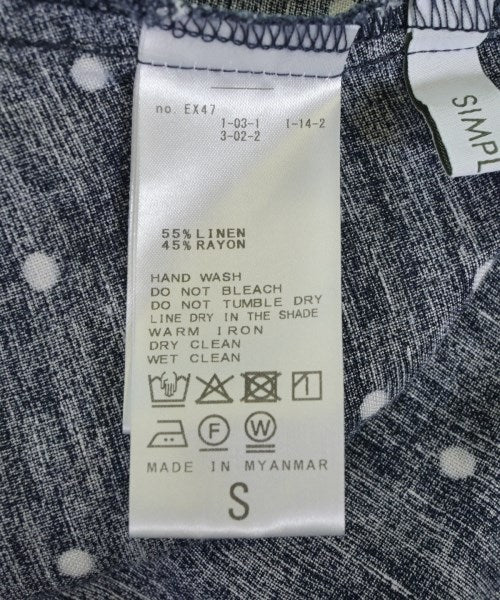 no. EX47
1-03-1 1-14-2
3-02-2
55% LINEN
45% RAYON
HAND WASH
DO NOT BLEACH
DO NOT TUMBLE DRY
LINE DRY IN THE SHADE
WARM IRON
DRY CLEAN
WET CLEAN
F W
MADE IN MYANMAR
S
SIMPL